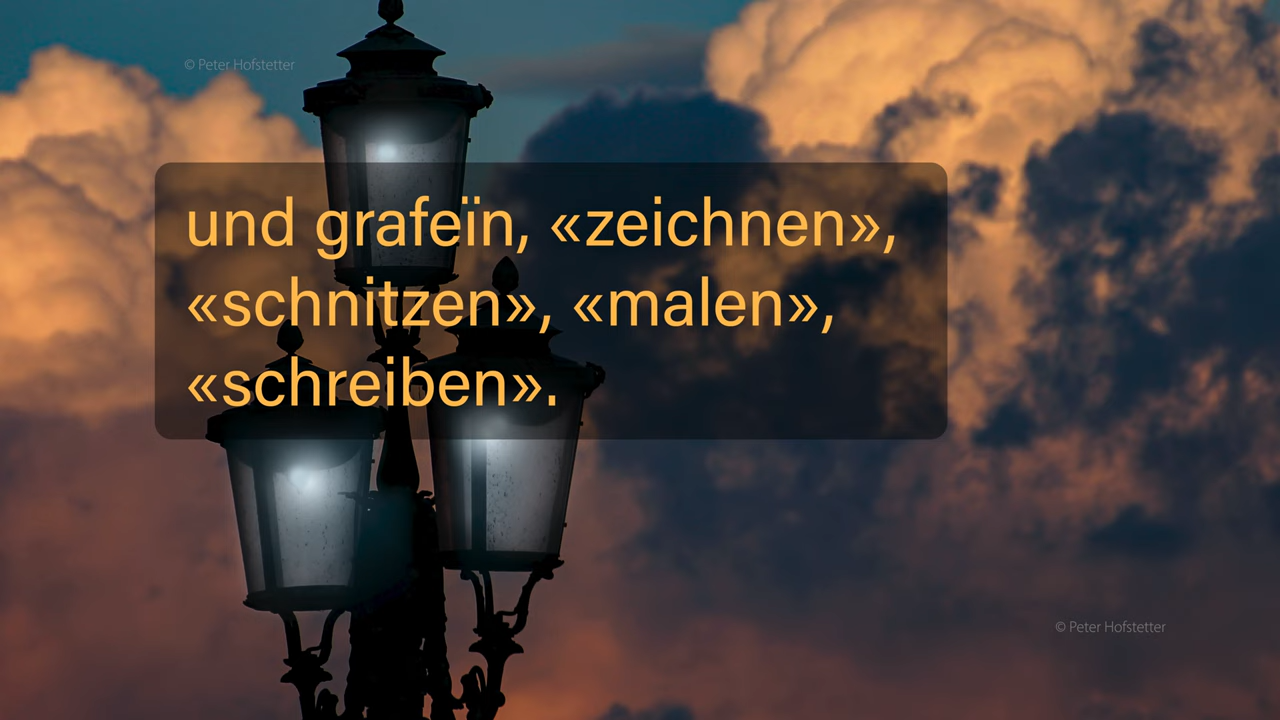 © Peter Hofstetter
und grafeïn, «zeichnen»,
«schnitzen», «malen»,
«schreiben».
© Peter Hofstetter